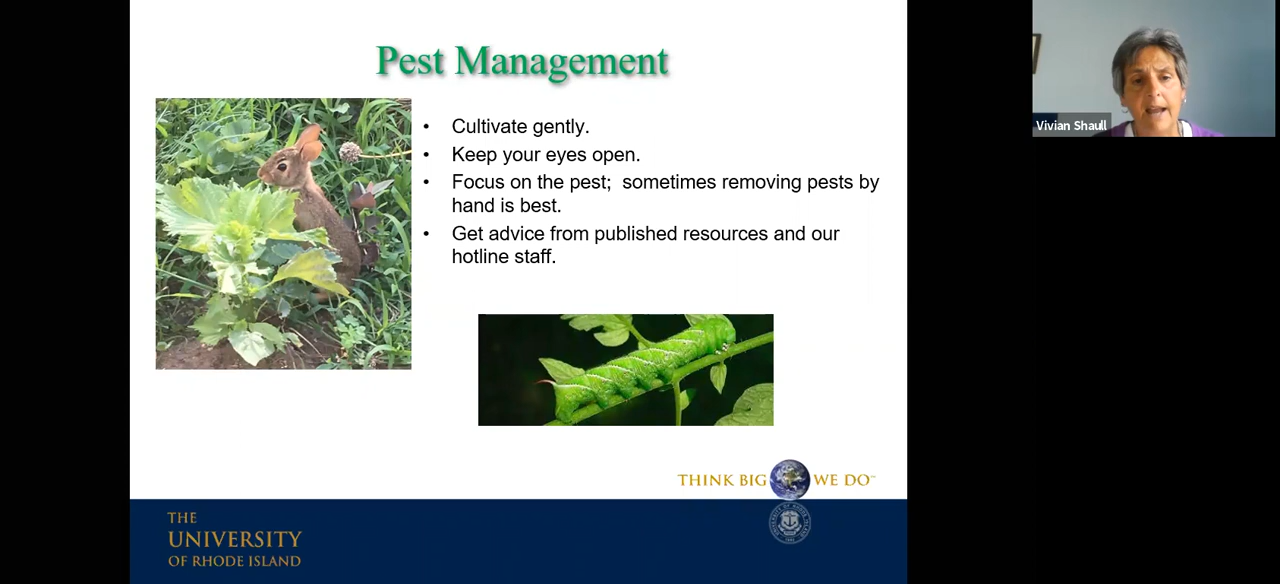 Pest Management
• Cultivate gently.
• Keep your eyes open.
• Focus on the pest; sometimes removing pests by
hand is best.
• Get advice from published resources and our
hotline staff.
Vivian Shaull
THINK BIG WE DO™
THE
UNIVERSITY
OF RHODE ISLAND